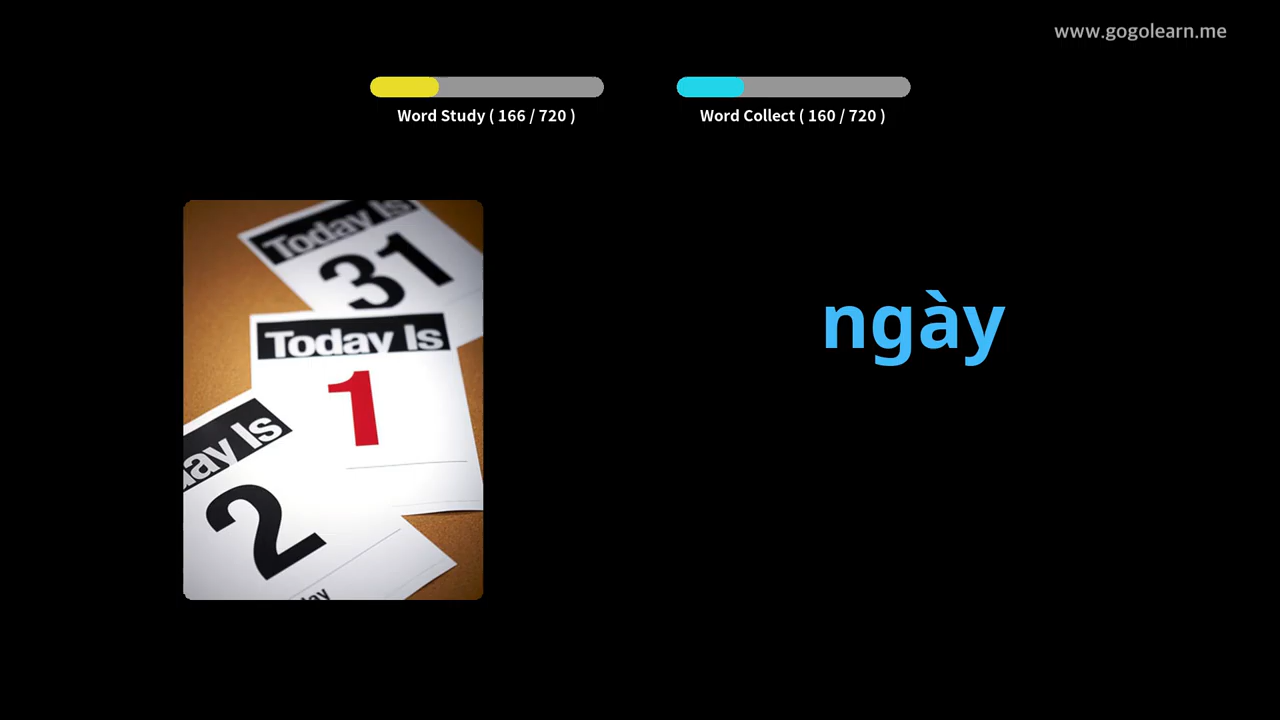 www.gogolearn.me
Word Study ( 166 / 720 )
Word Collect ( 160 / 720 )
Today Is
31
Today Is
1
ay Is
2
ay
ngày